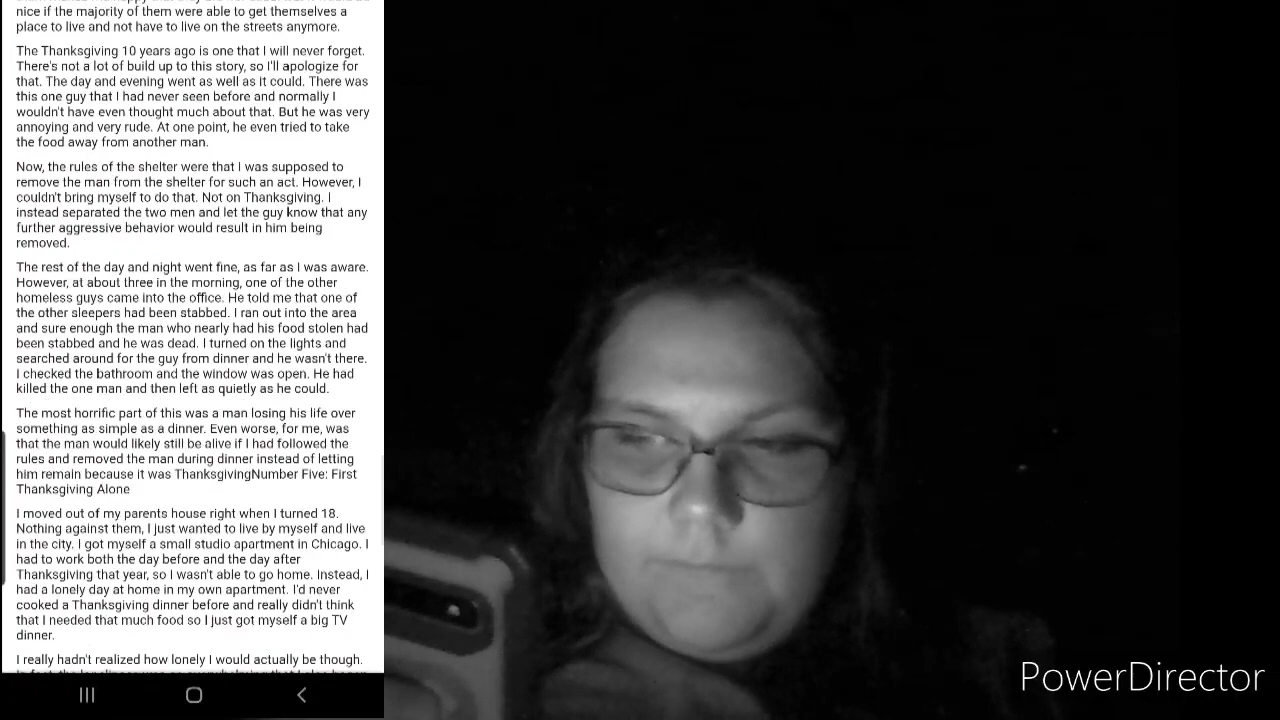 nice if the majority of them were able to get themselves a
place to live and not have to live on the streets anymore.
The Thanksgiving 10 years ago is one that I will never forget.
There's not a lot of build up to this story, so I'll apologize for
that. The day and evening went as well as it could. There was
this one guy that I had never seen before and normally I
wouldn't have even thought much about that. But he was very
annoying and very rude. At one point, he even tried to take
the food away from another man.
Now, the rules of the shelter were that I was supposed to
remove the man from the shelter for such an act. However, I
couldn't bring myself to do that. Not on Thanksgiving. I
instead separated the two men and let the guy know that any
further aggressive behavior would result in him being
removed.
The rest of the day and night went fine, as far as I was aware.
However, at about three in the morning, one of the other
homeless guys came into the office. He told me that one of
the other sleepers had been stabbed. I ran out into the area
and sure enough the man who nearly had his food stolen had
been stabbed and he was dead. I turned on the lights and
searched around for the guy from dinner and he wasn't there.
I checked the bathroom and the window was open. He had
killed the one man and then left as quietly as he could.
The most horrific part of this was a man losing his life over
something as simple as a dinner. Even worse, for me, was
that the man would likely still be alive if I had followed the
rules and removed the man during dinner instead of letting
him remain because it was ThanksgivingNumber Five: First
Thanksgiving Alone
I moved out of my parents house right when I turned 18.
Nothing against them, I just wanted to live by myself and live
in the city. I got myself a small studio apartment in Chicago. I
had to work both the day before and the day after
Thanksgiving that year, so I wasn't able to go home. Instead, I
had a lonely day at home in my own apartment. I'd never
cooked a Thanksgiving dinner before and really didn't think
that I needed that much food so I just got myself a big TV
dinner.
I really hadn't realized how lonely I would actually be though.
PowerDirector